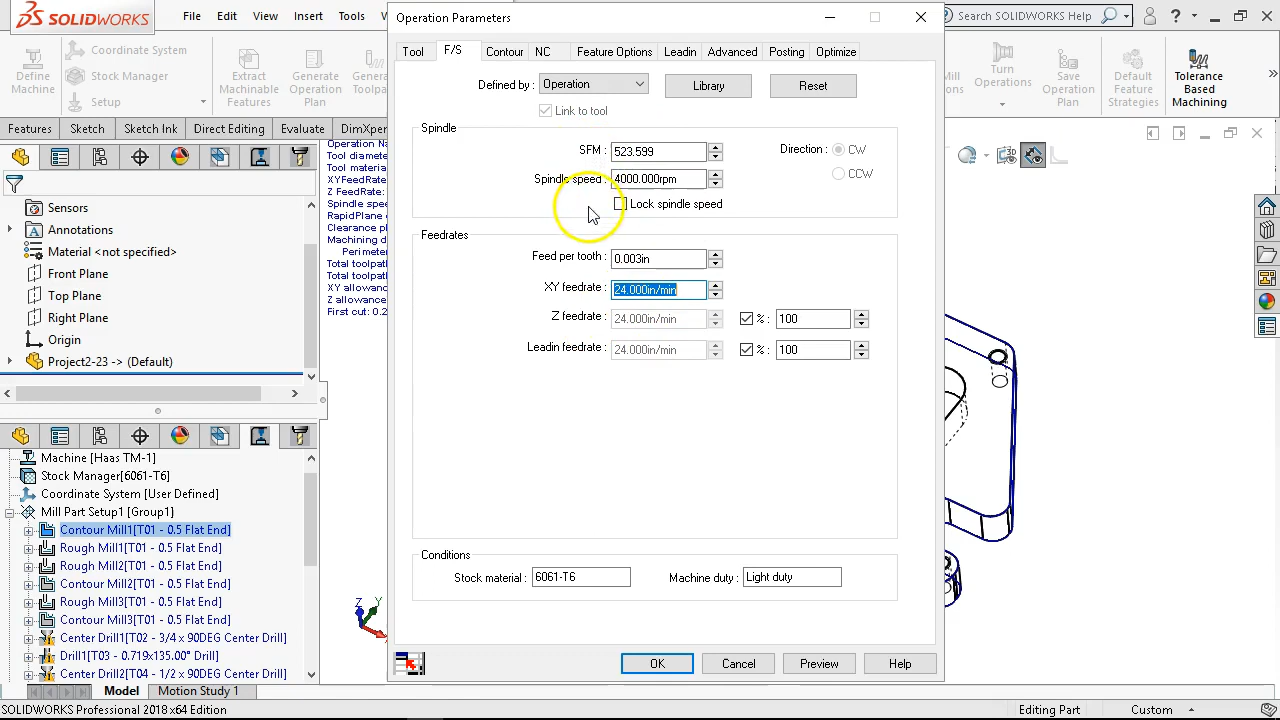 SOLIDWORKS
File Edit View Insert Tools
Operation Parameters
Search SOLIDWORKS Help
Define Machine
Coordinate System
Stock Manager
Setup
Extract Machinable Features
Generate Operation Plan
Generate Toolpa
Mill Operations
Turn Operations
Save Operation Plan
Default Feature Strategies
Tolerance Based Machining
Features Sketch Sketch Ink Direct Editing Evaluate DimXpert
Tool F/S Contour NC Feature Options Leadin Advanced Posting Optimize
Defined by : Operation
Library
Reset
Link to tool
Spindle
SFM : 523.599
Direction : CW
Spindle speed : 4000.000rpm
CCW
Lock spindle speed
Feedrates
Feed per tooth : 0.003in
XY feedrate : 24.000in/min
Z feedrate : 24.000in/min % : 100
Leadin feedrate : 24.000in/min % : 100
Conditions
Stock material : 6061-T6
Machine duty : Light duty
OK Cancel Preview Help
Operation Name
Tool diamete
XYFeedRate:
Z FeedRate:
Spindle spee
RapidPlane
Clearance pl
Machining d
Perimeter
Total toolpat
Total toolpat
XY allowanc
Z allowance
First cut: 0.2
Sensors
Annotations
Material <not specified>
Front Plane
Top Plane
Right Plane
Origin
Project2-23 -> (Default)
Machine [Haas TM-1]
Stock Manager[6061-T6]
Coordinate System [User Defined]
Mill Part Setup1 [Group1]
Contour Mill1[T01 - 0.5 Flat End]
Rough Mill1[T01 - 0.5 Flat End]
Rough Mill2[T01 - 0.5 Flat End]
Contour Mill2[T01 - 0.5 Flat End]
Rough Mill3[T01 - 0.5 Flat End]
Contour Mill3[T01 - 0.5 Flat End]
Center Drill1[T02 - 3/4 x 90DEG Center Drill]
Drill1[T03 - 0.719x135.00° Drill]
Center Drill2[T04 - 1/2 x 90DEG Center Drill]
Z Y
Model Motion Study 1
SOLIDWORKS Professional 2018 x64 Edition
Editing Part
Custom